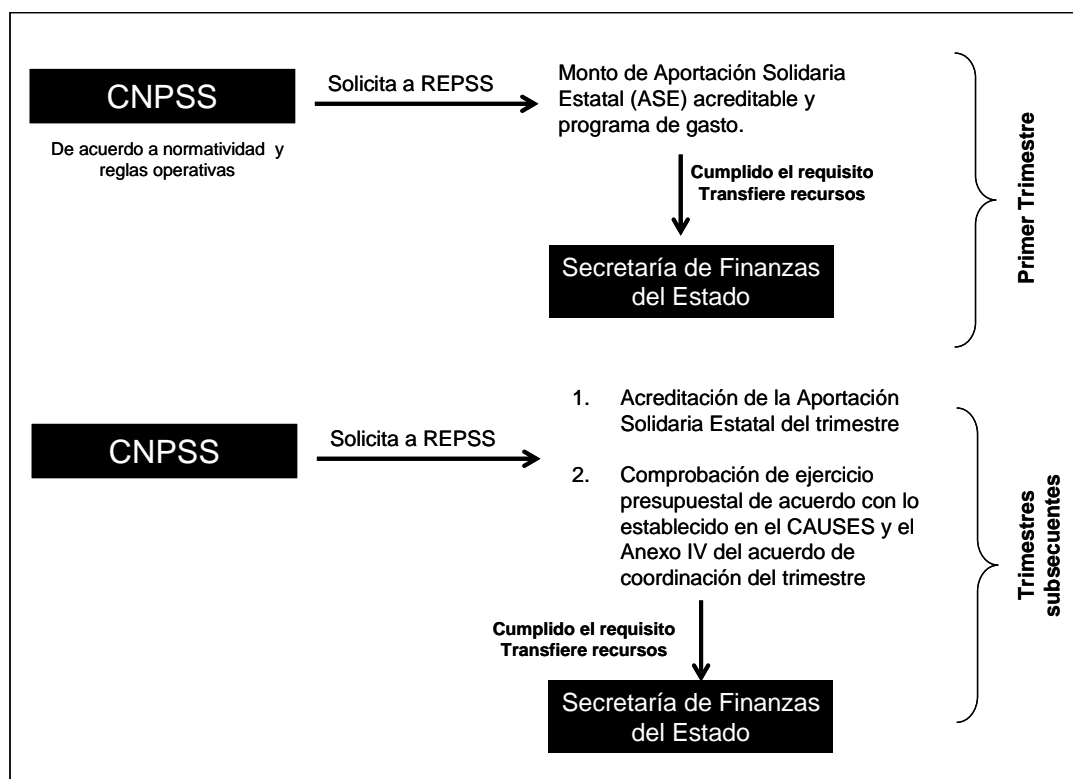 CNPSS
De acuerdo a normatividad y
reglas operativas
Solicita a REPSS
Monto de Aportación Solidaria
Estatal (ASE) acreditable y
programa de gasto.
Cumplido el requisito
Transfiere recursos
Secretaría de Finanzas
del Estado
Primer Trimestre
CNPSS
Solicita a REPSS
1. Acreditación de la Aportación
Solidaria Estatal del trimestre
2. Comprobación de ejercicio
presupuestal de acuerdo con lo
establecido en el CAUSES y el
Anexo IV del acuerdo de
coordinación del trimestre
Cumplido el requisito
Transfiere recursos
Secretaría de Finanzas
del Estado
Trimestres
subsecuentes